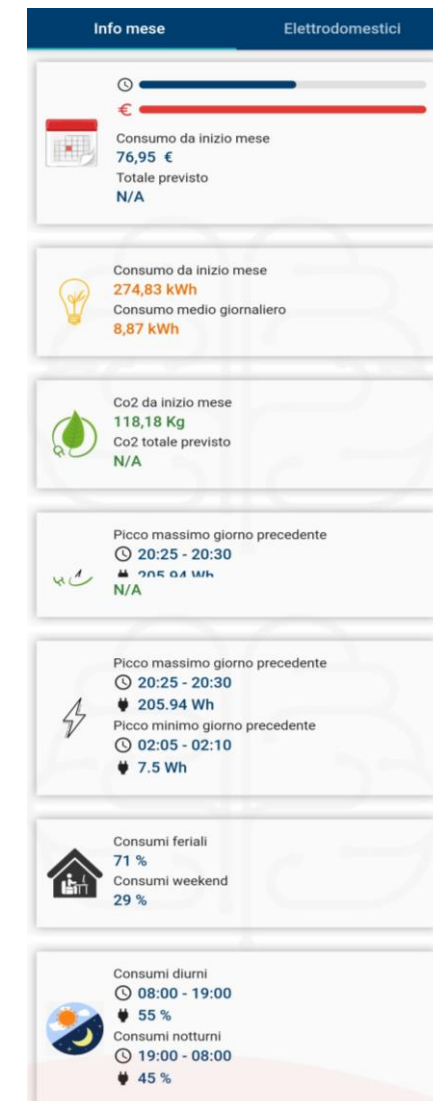 Info mese
Elettrodomestici
€
Consumo da inizio mese
76,95 €
Totale previsto
N/A
Consumo da inizio mese
274,83 kWh
Consumo medio giornaliero
8,87 kWh
Co2 da inizio mese
118,18 Kg
Co2 totale previsto
N/A
Picco massimo giorno precedente
20:25 - 20:30
205.94 Wh
N/A
Picco massimo giorno precedente
20:25 - 20:30
205.94 Wh
Picco minimo giorno precedente
02:05 - 02:10
7.5 Wh
Consumi feriali
71 %
Consumi weekend
29 %
Consumi diurni
08:00 - 19:00
55 %
Consumi notturni
19:00 - 08:00
45 %